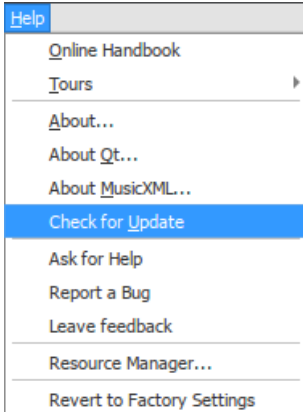 Help
Online Handbook
Tours
About...
About Qt...
About MusicXML...
Check for Update
Ask for Help
Report a Bug
Leave feedback
Resource Manager...
Revert to Factory Settings